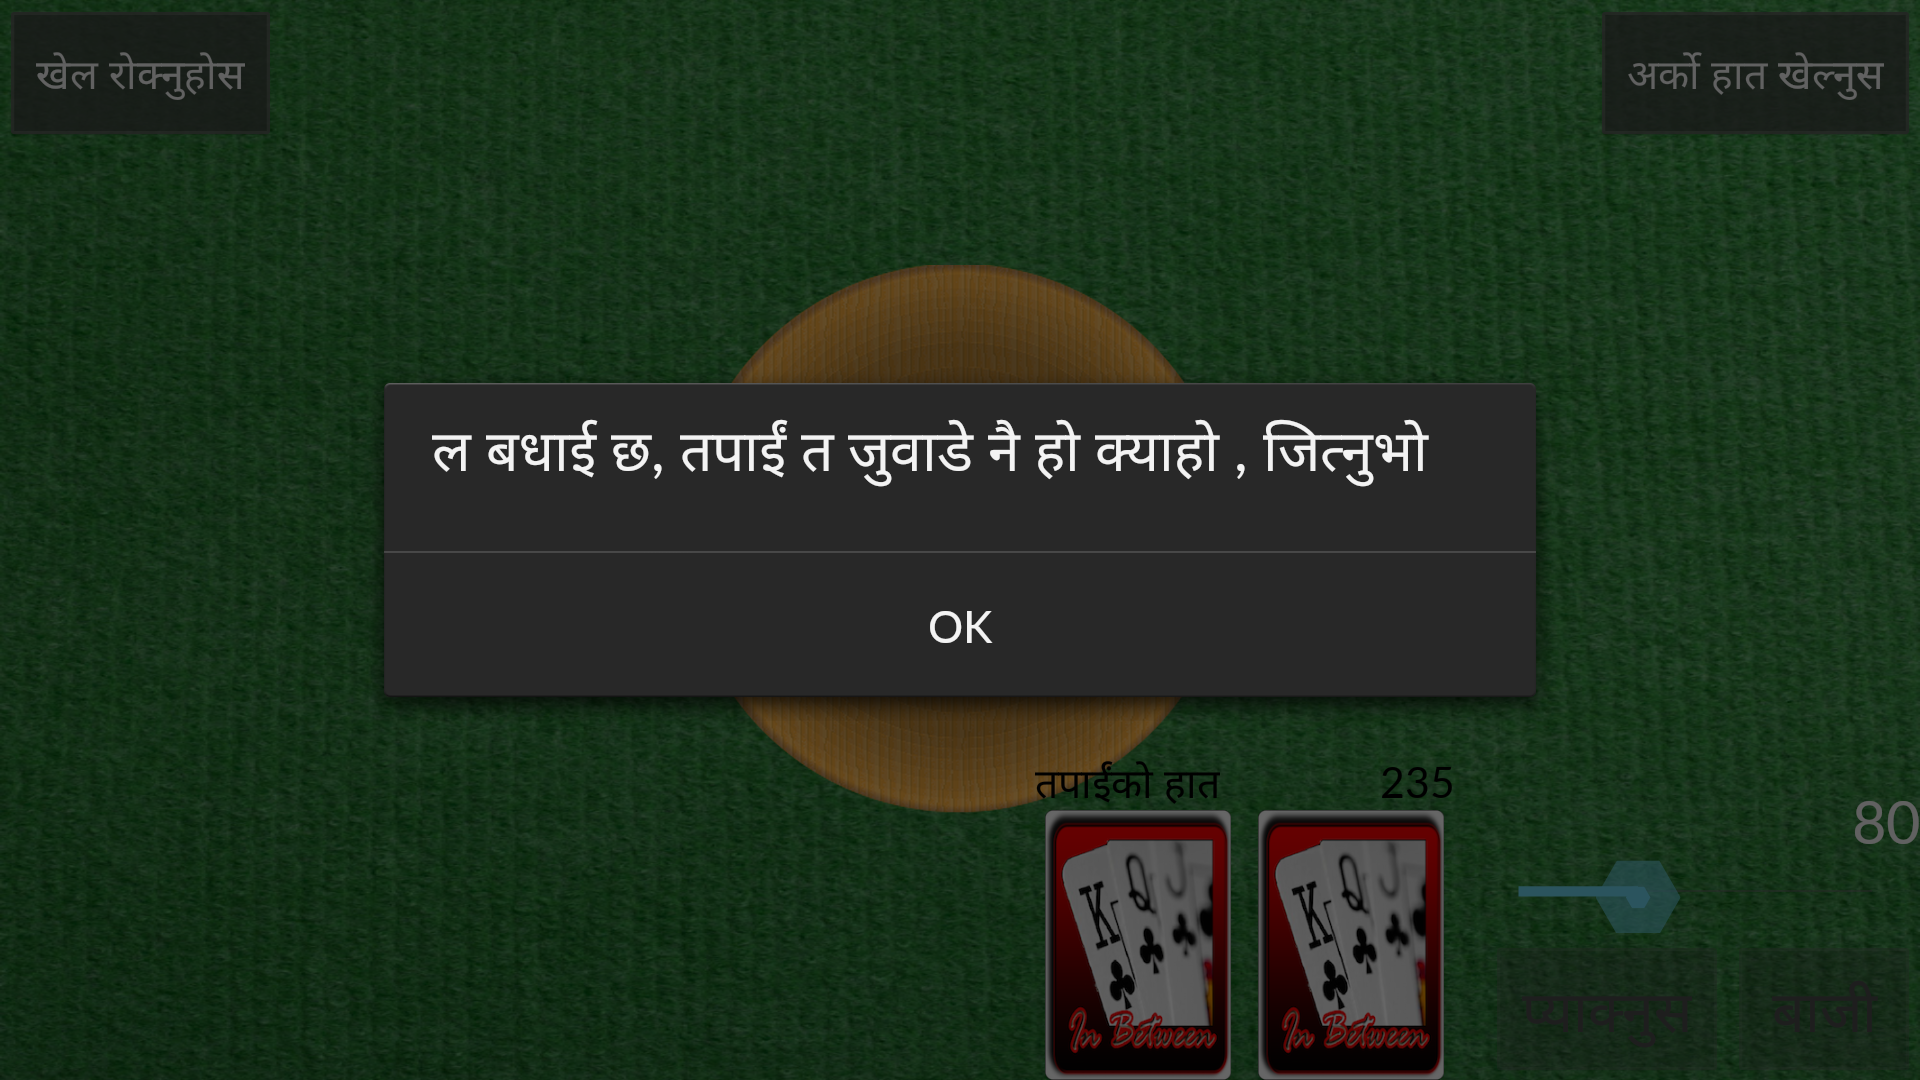 खेल रोक्नुहोस
अर्को हात खेल्नुस
ल बधाई छ, तपाईं त जुवाडे नै हो क्याहो , जित्नुभो
OK
तपाईंको हात
235
80
K Q J
In Between
K Q J
In Between
प्याक्नुस
बाजी